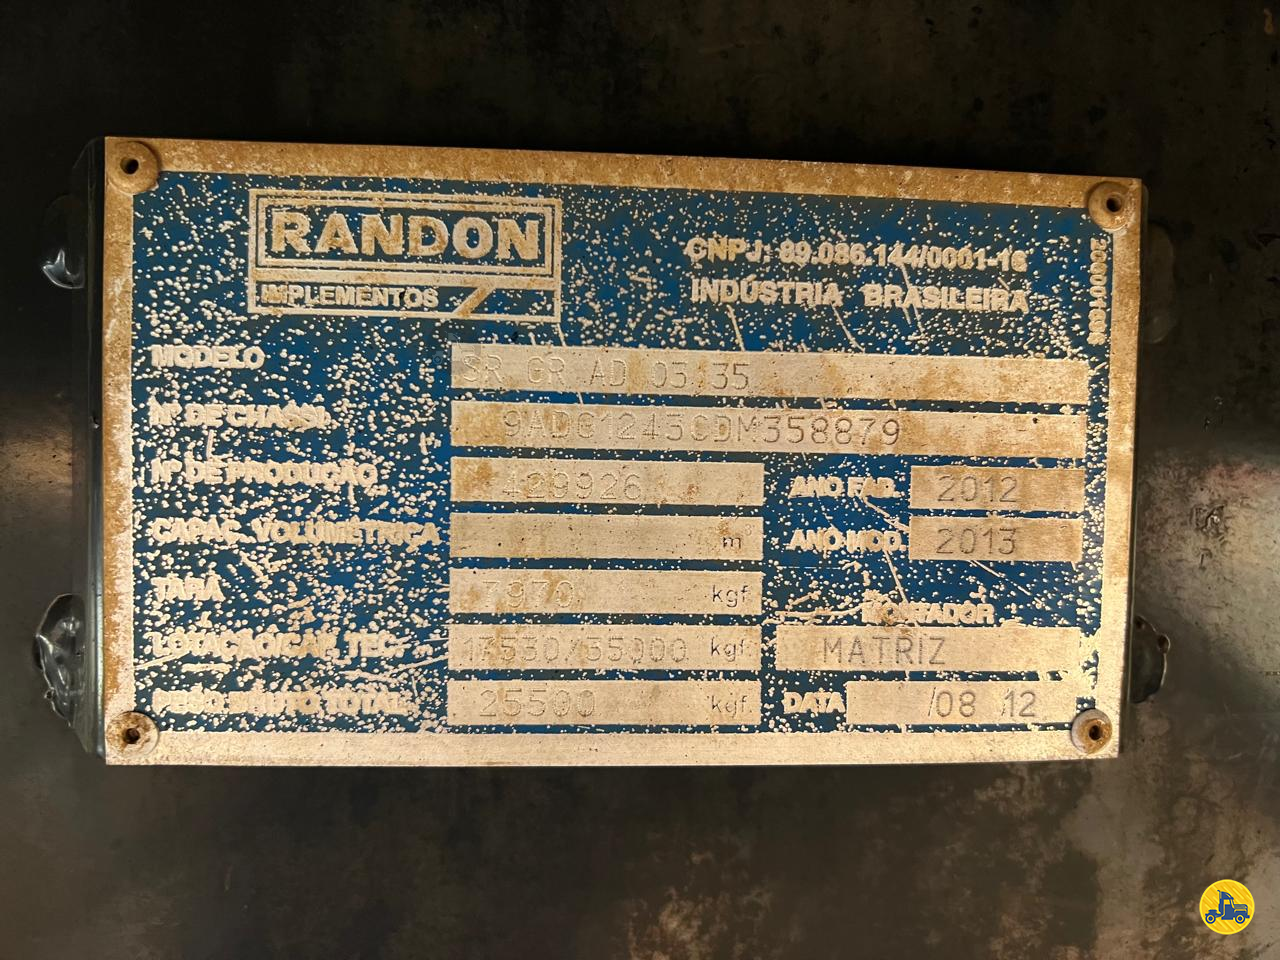 RANDON
IMPLEMENTOS
CNPJ: 89.086.144/0001-16
INDÚSTRIA BRASILEIRA
MODELO SR GR AD 03 35
Nº DE CHASSI 9ADG1243CDM358879
Nº DE PRODUÇÃO 429926 ANO FAB. 2012
CAPAC. VOLUMÉTRICA m³ ANO MOD. 2013
TARA 7970 kgf.
MONTADOR
LOTAÇÃO/CAP. TEC. 17530/35000 kgf. MATRIZ
PESO BRUTO TOTAL 25500 kgf. DATA /08 /12